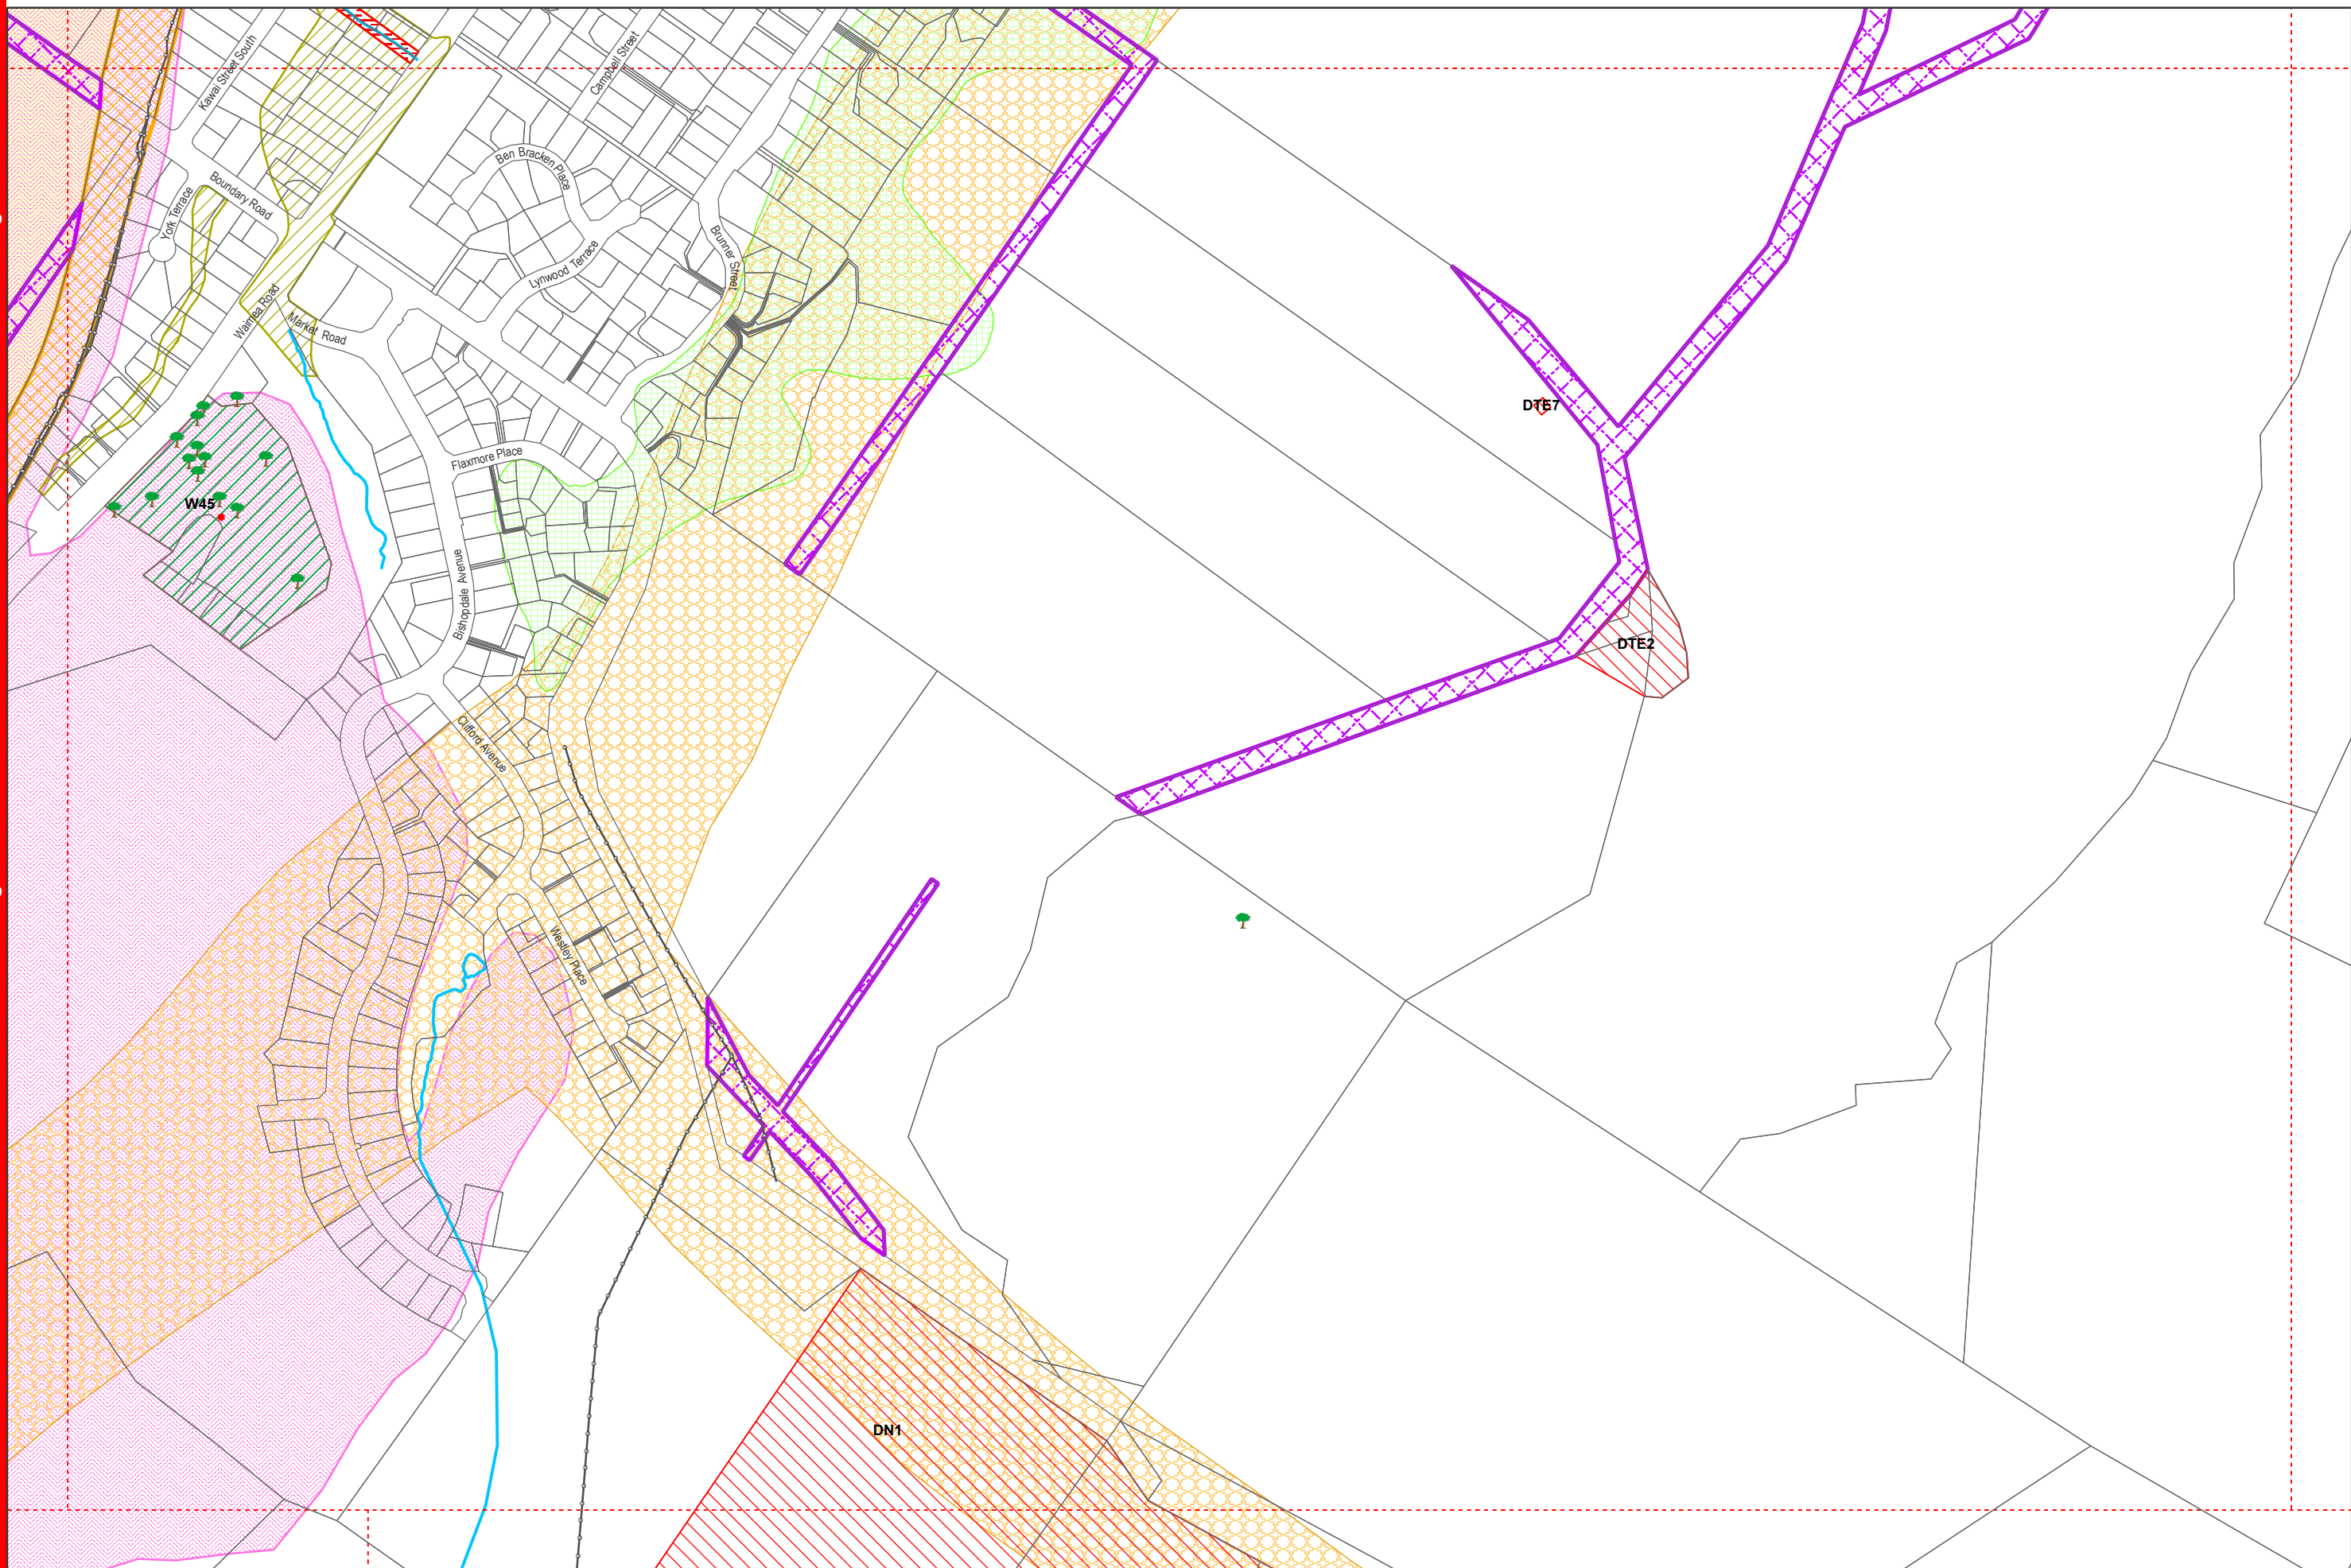 Kawai Street South
Campbell Street
Ben Bracken Place
Boundary Road
York Terrace
Brunner Street
Lynwood Terrace
Waimea Road
Market Road
DTE7
Flaxmore Place
W45
Bishopdale Avenue
DTE2
Clifford Avenue
Westley Place
DN1